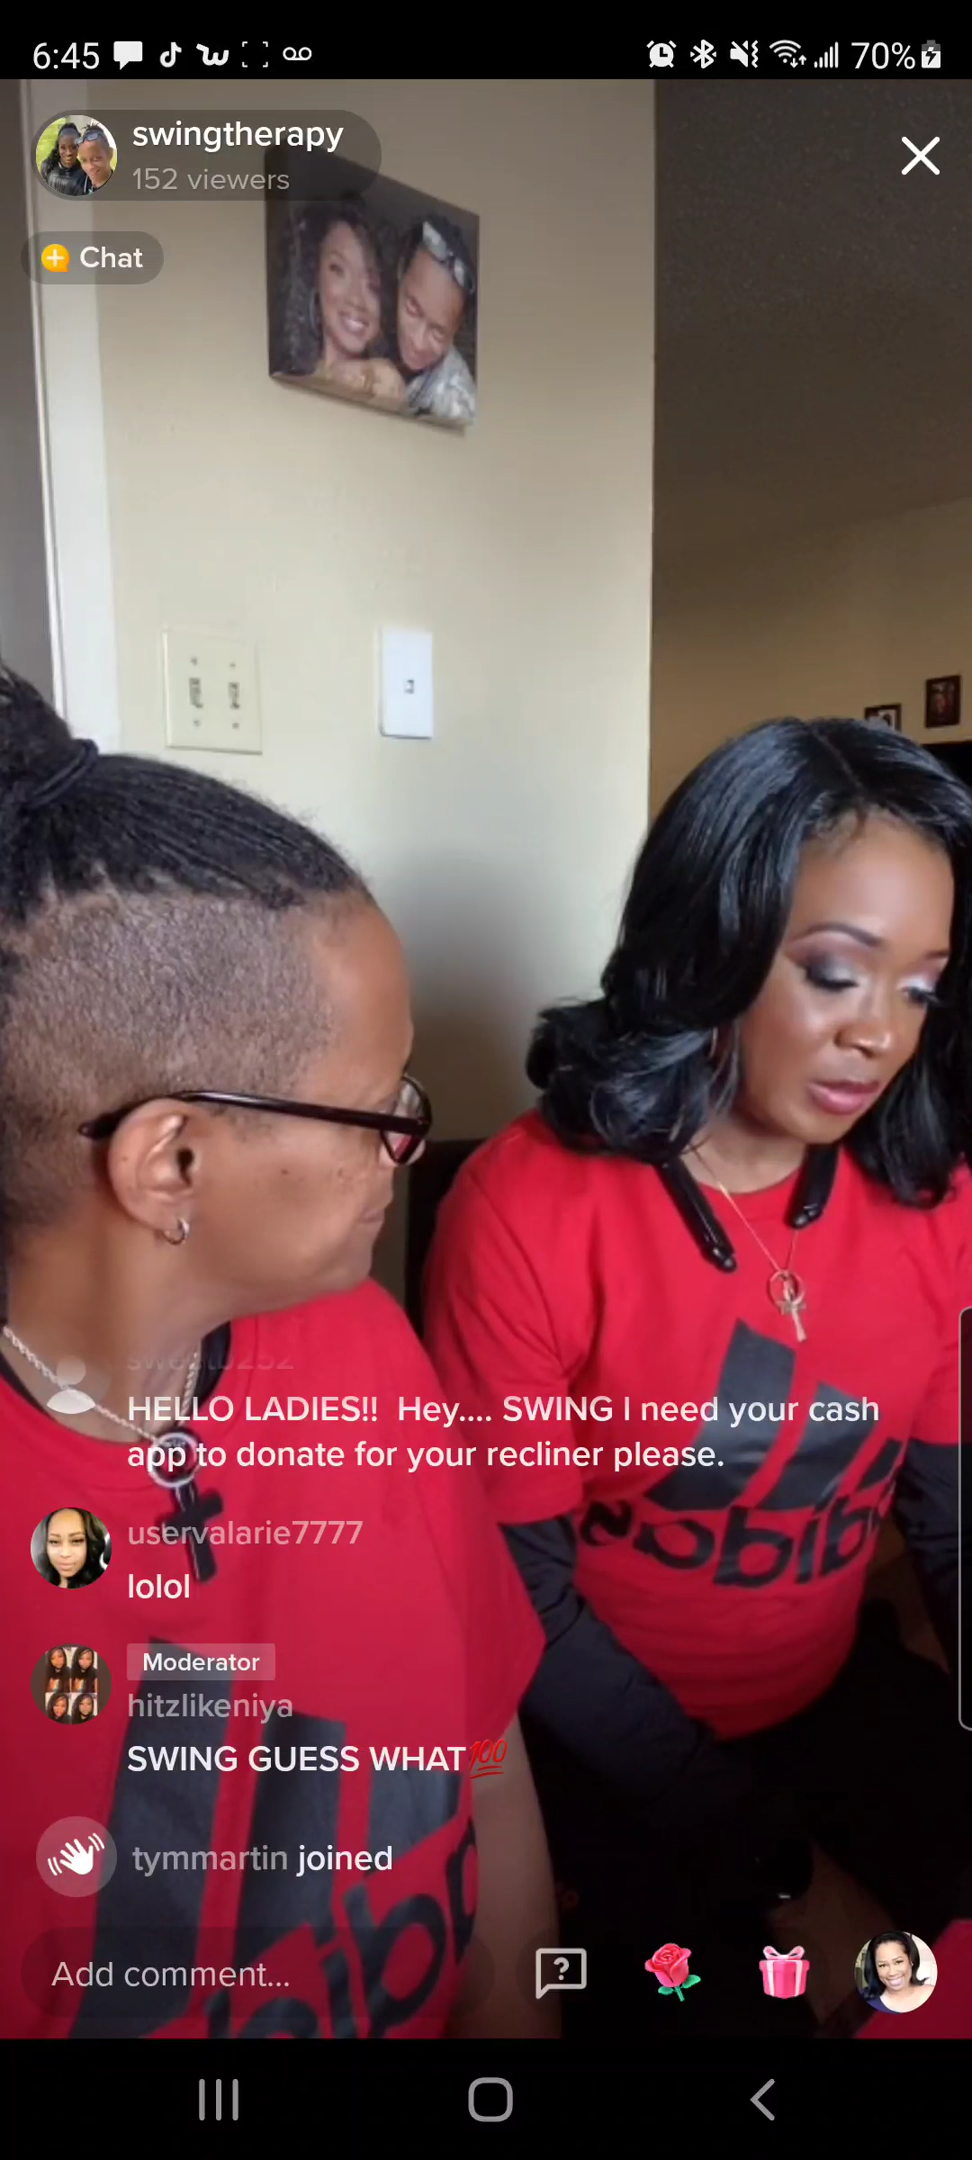 6:45
70%
swingtherapy
152 viewers
Chat
sweetb252
HELLO LADIES!!  Hey.... SWING I need your cash
app to donate for your recliner please.
uservalarie7777
lolol
Moderator
hitzlikeniya
SWING GUESS WHAT💯
tymmartin joined
Add comment...